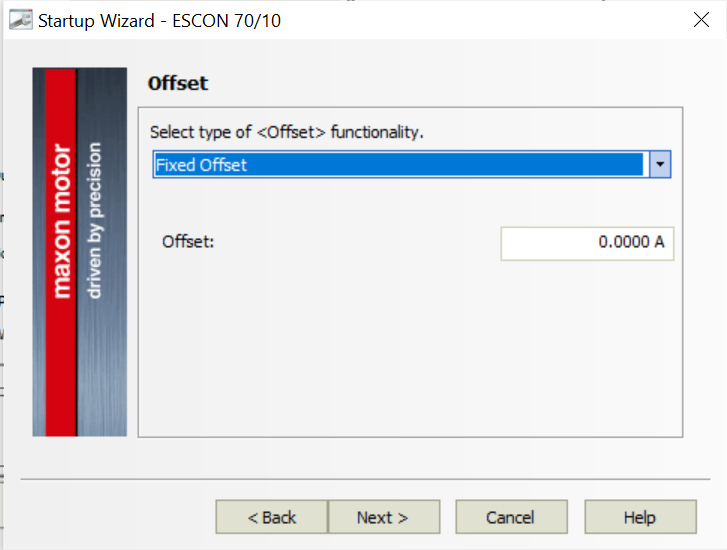 Startup Wizard - ESCON 70/10
Offset
Select type of <Offset> functionality.
Fixed Offset
Offset:
0.0000 A
maxon motor
driven by precision
< Back
Next >
Cancel
Help